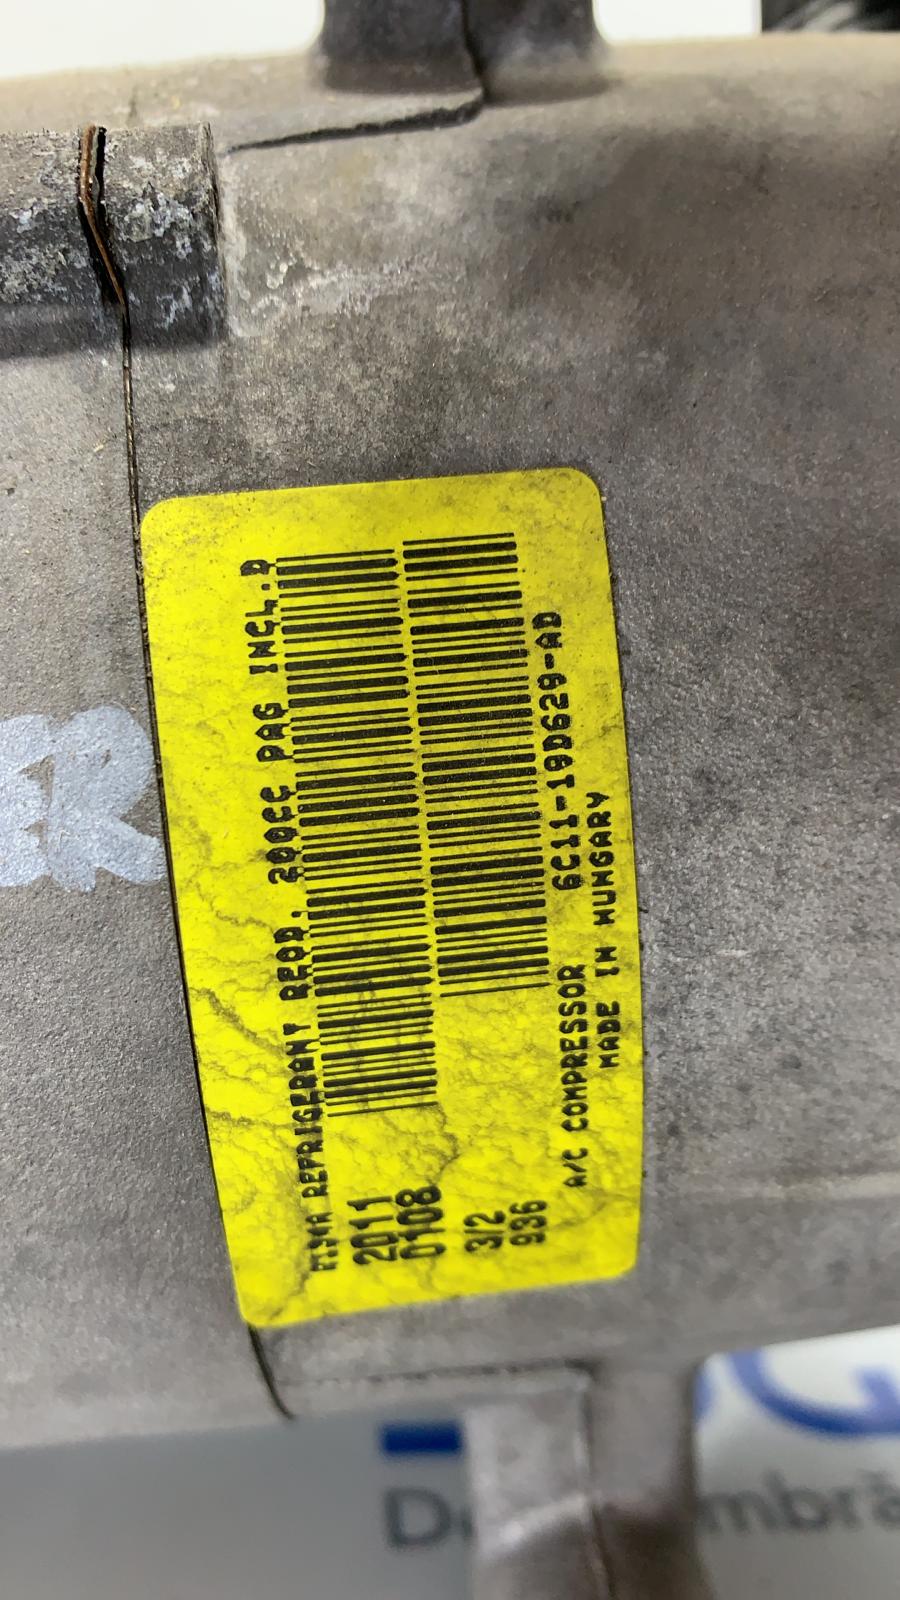 R134A REFRIGERANT REQD. 200CC PAG INCL.D
2011
0108
3/2
936
A/C COMPRESSOR 6C11-19D629-AD
MADE IN HUNGARY